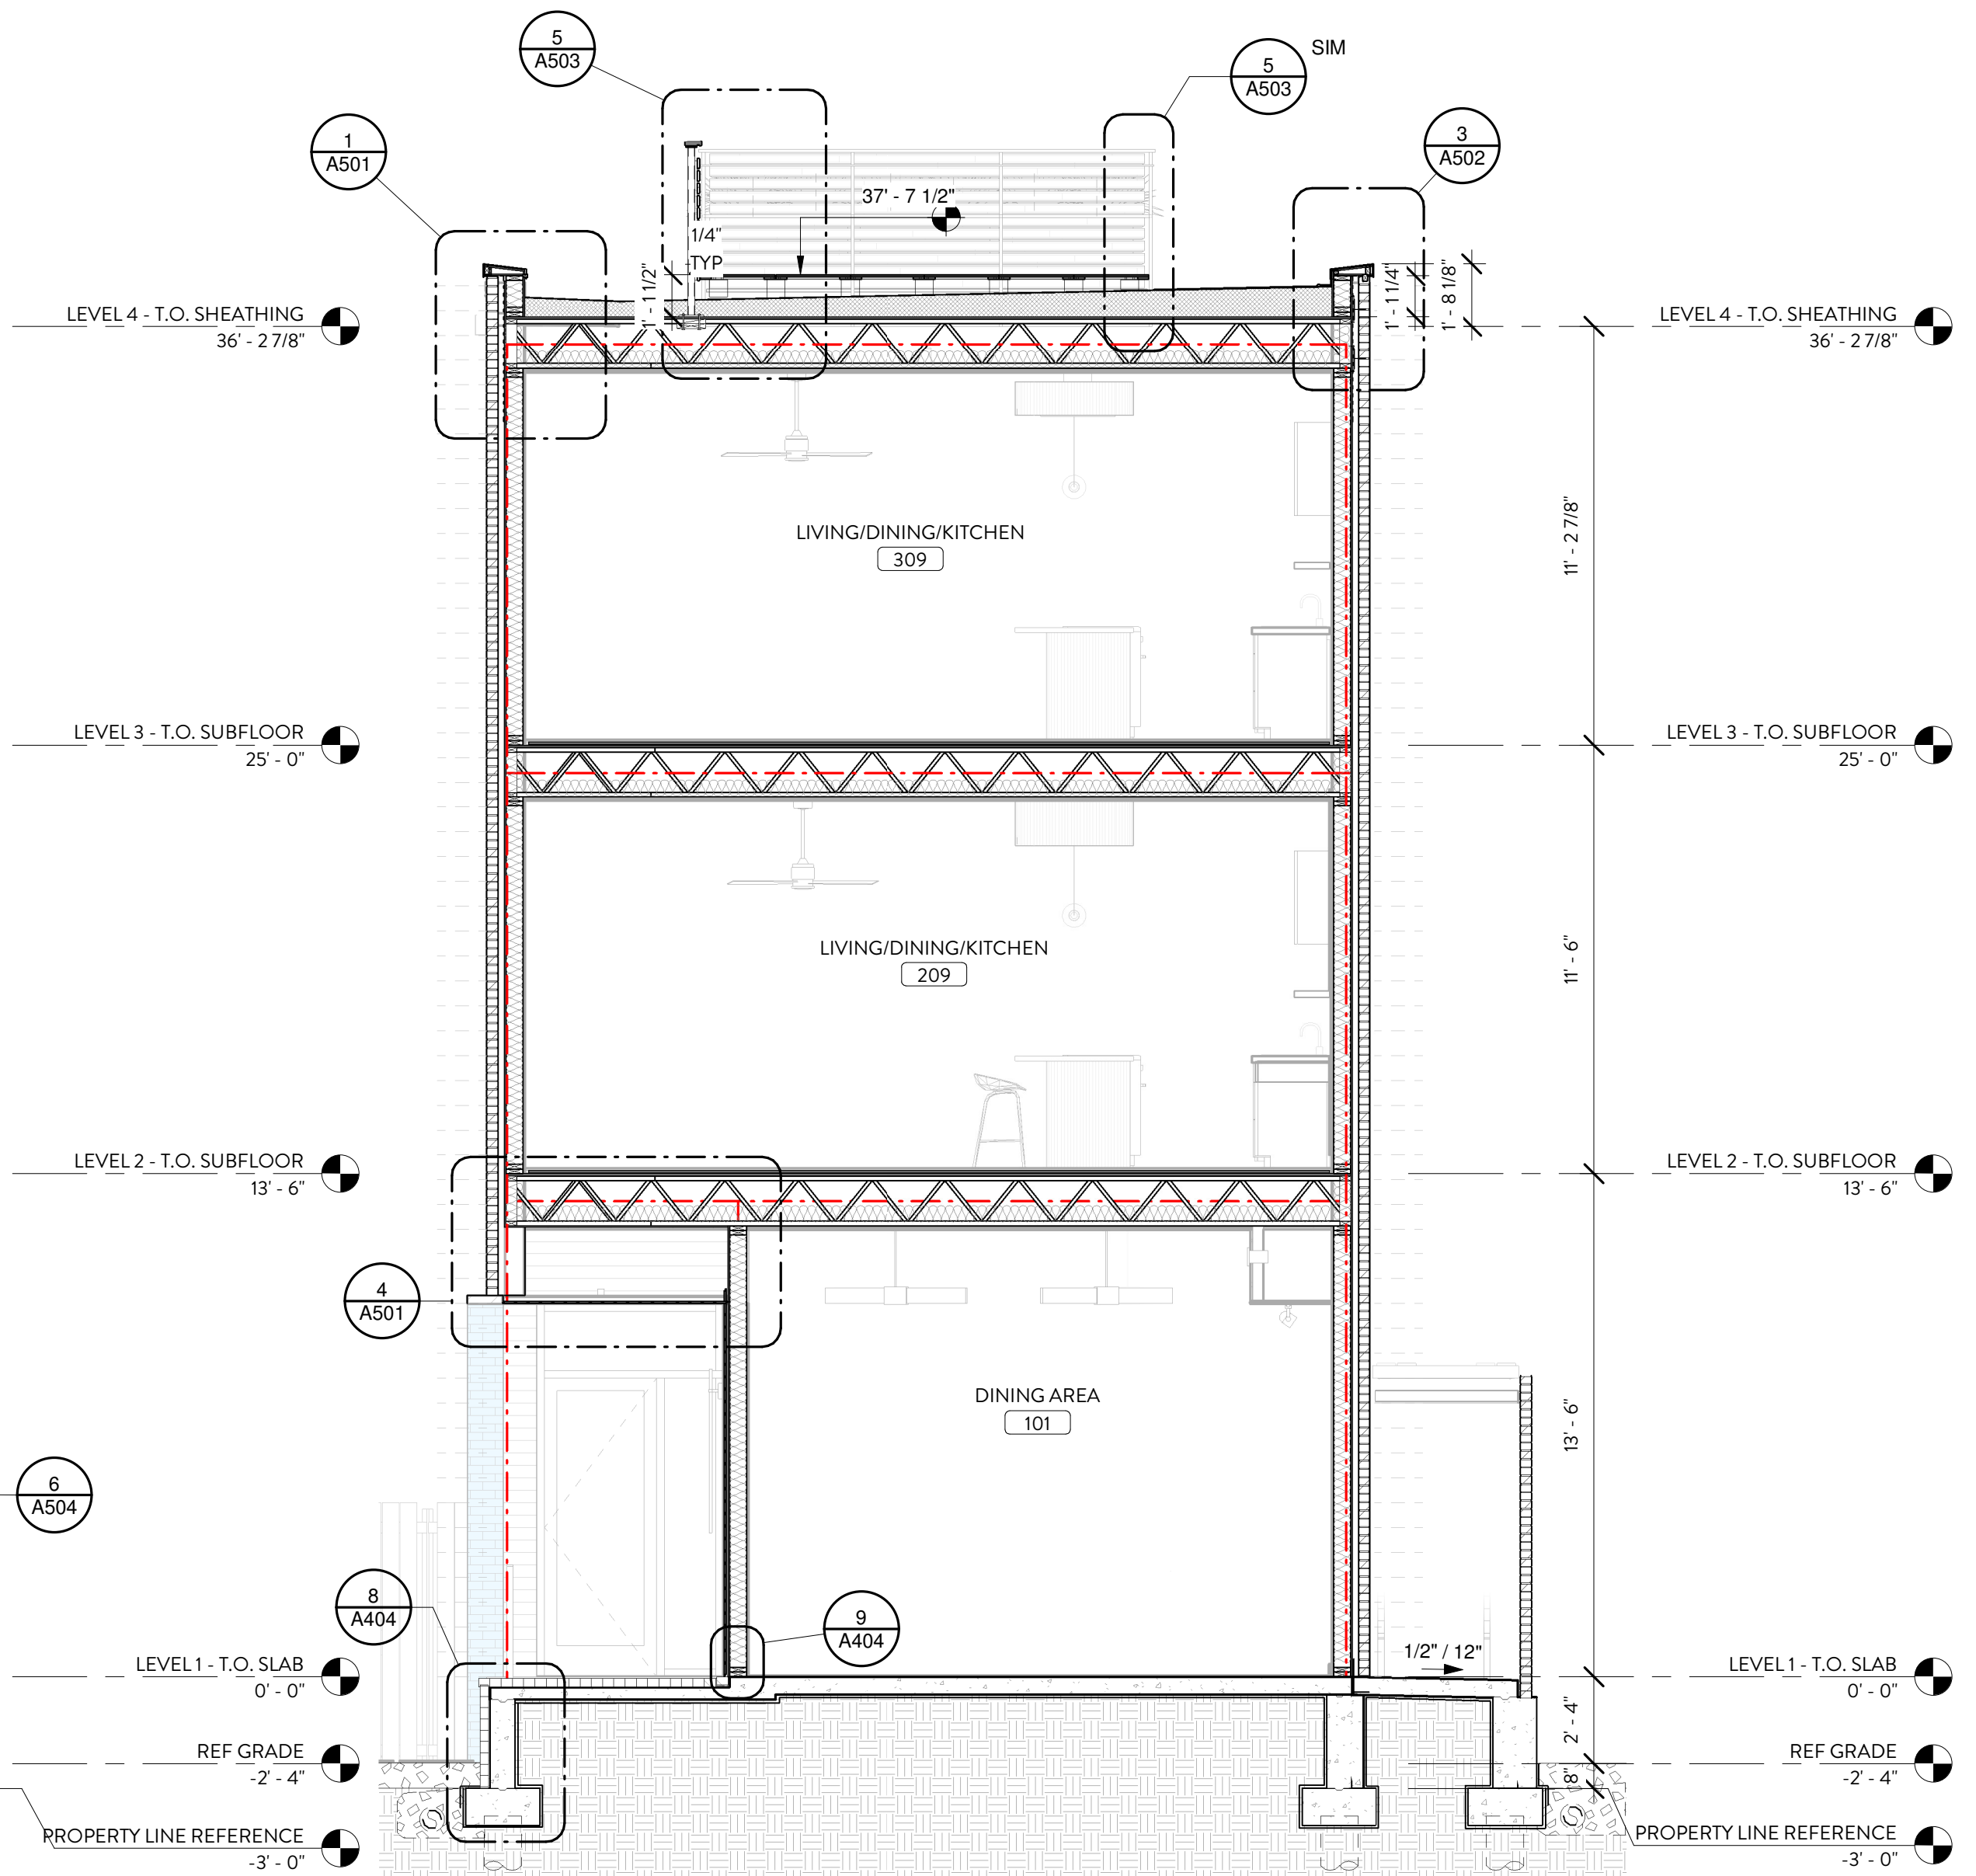 5
A503
5
A503
SIM
1
A501
3
A502
37' - 7 1/2"
1/4"
TYP
1' - 1 1/2"
1' - 1 1/4"
1' - 8 1/8"
LEVEL 4 - T.O. SHEATHING
36' - 2 7/8"
LEVEL 4 - T.O. SHEATHING
36' - 2 7/8"
LIVING/DINING/KITCHEN
309
11' - 2 7/8"
LEVEL 3 - T.O. SUBFLOOR
25' - 0"
LEVEL 3 - T.O. SUBFLOOR
25' - 0"
LIVING/DINING/KITCHEN
209
11' - 6"
LEVEL 2 - T.O. SUBFLOOR
13' - 6"
LEVEL 2 - T.O. SUBFLOOR
13' - 6"
4
A501
DINING AREA
101
13' - 6"
6
A504
8
A404
9
A404
1/2" / 12"
LEVEL 1 - T.O. SLAB
0' - 0"
LEVEL 1 - T.O. SLAB
0' - 0"
2' - 4"
REF GRADE
-2' - 4"
REF GRADE
-2' - 4"
8"
PROPERTY LINE REFERENCE
-3' - 0"
PROPERTY LINE REFERENCE
-3' - 0"